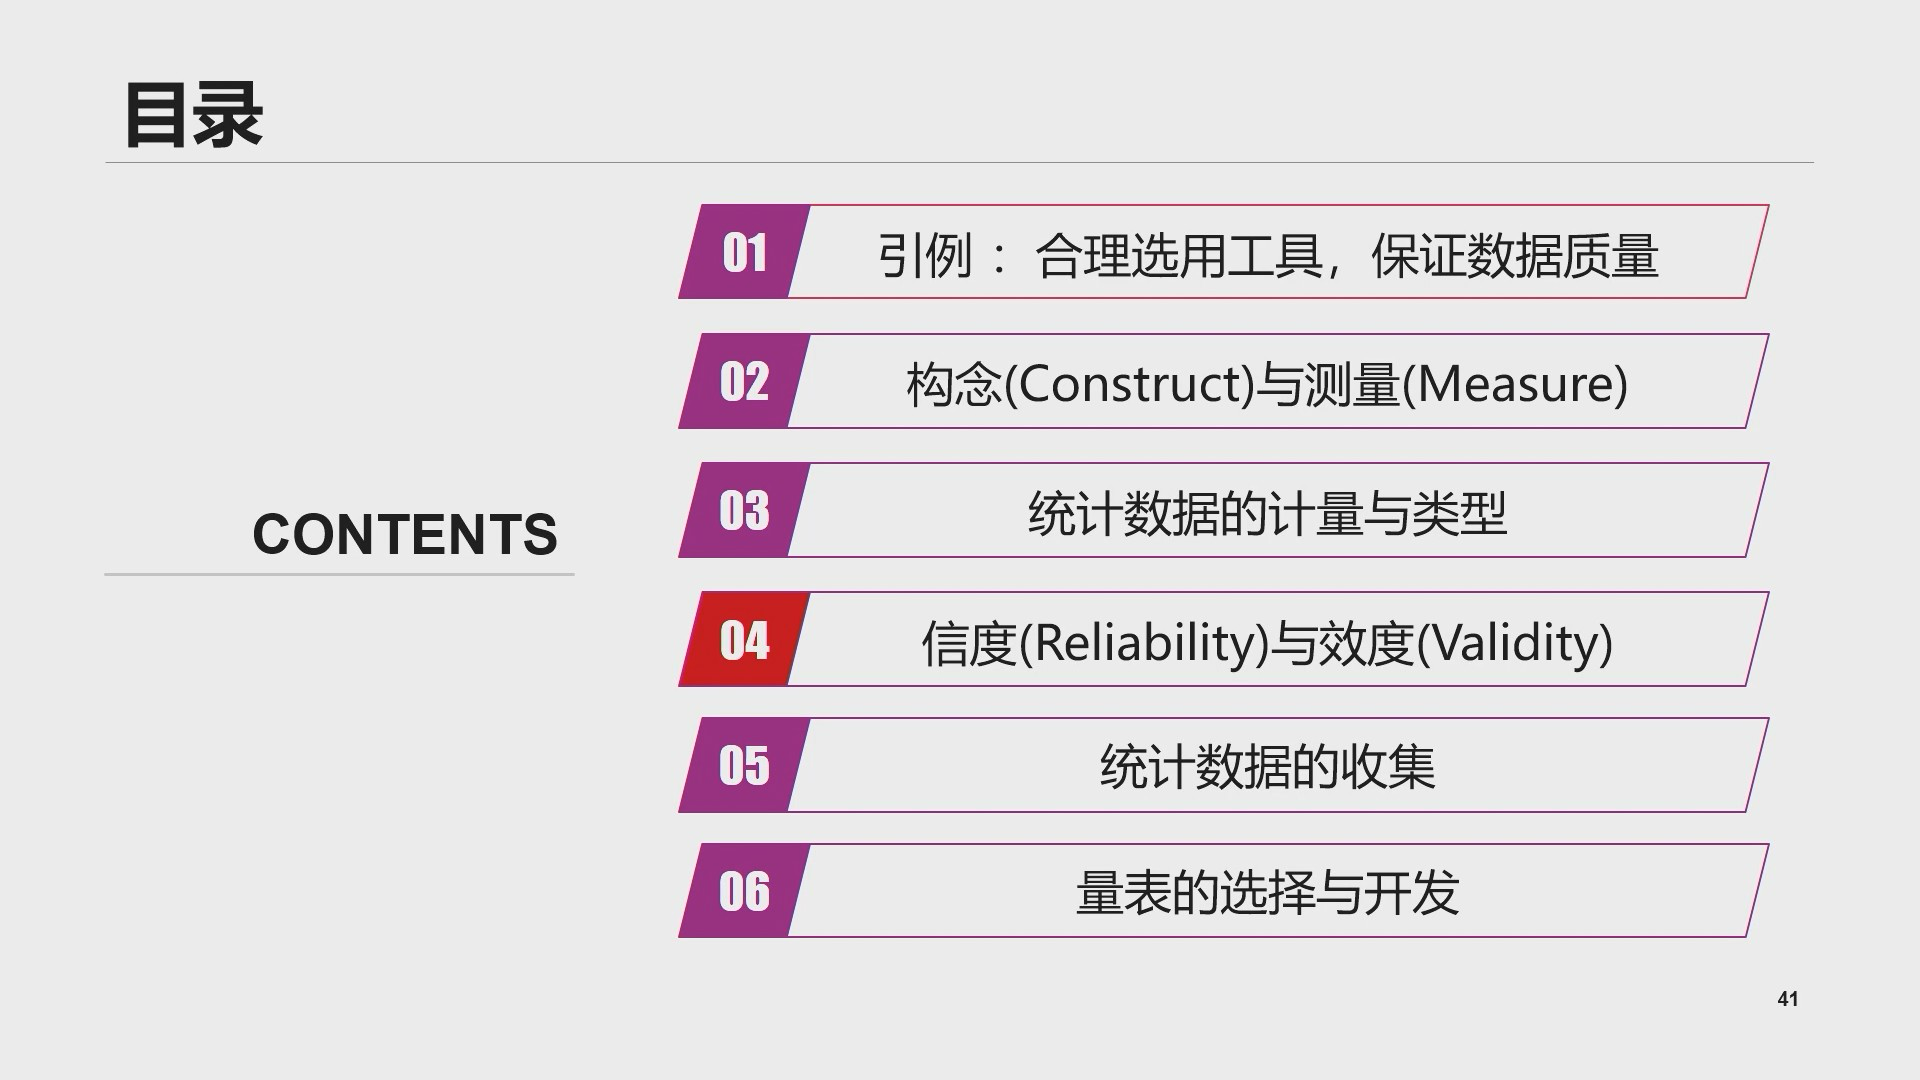 目录
CONTENTS
01 引例 ：合理选用工具，保证数据质量
02 构念(Construct)与测量(Measure)
03 统计数据的计量与类型
04 信度(Reliability)与效度(Validity)
05 统计数据的收集
06 量表的选择与开发
41